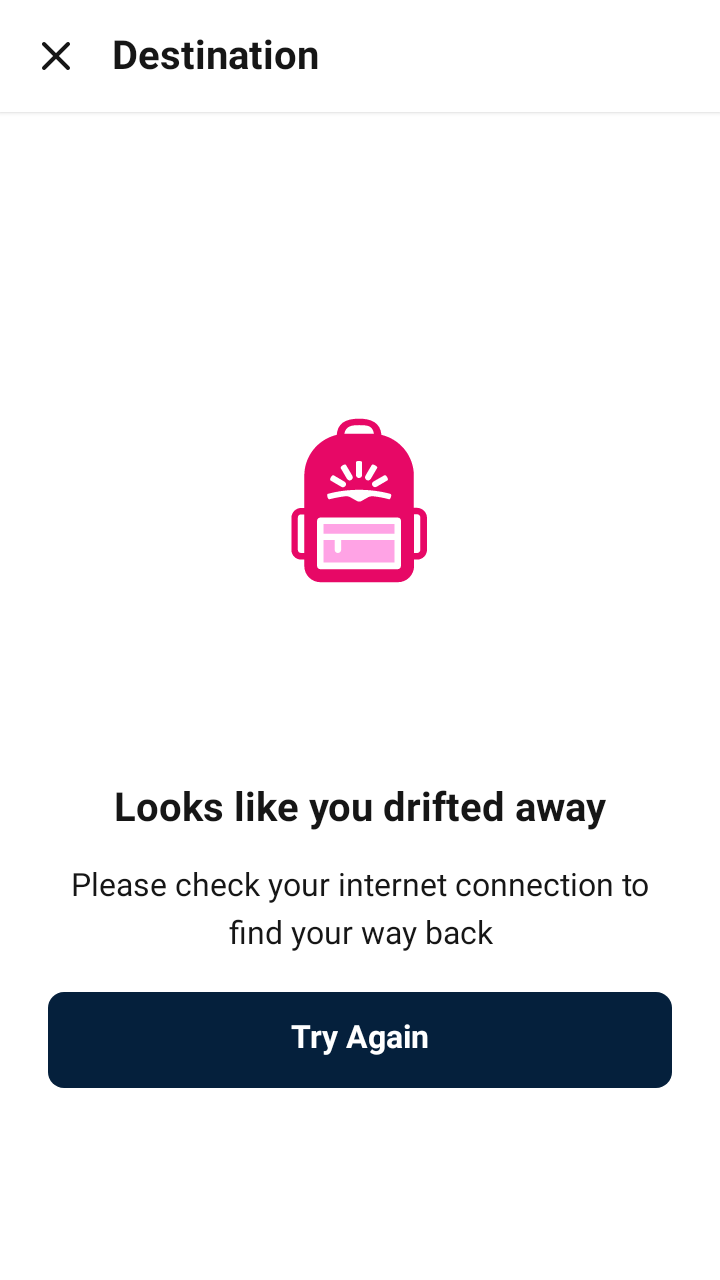 Destination
Looks like you drifted away
Please check your internet connection to
find your way back
Try Again